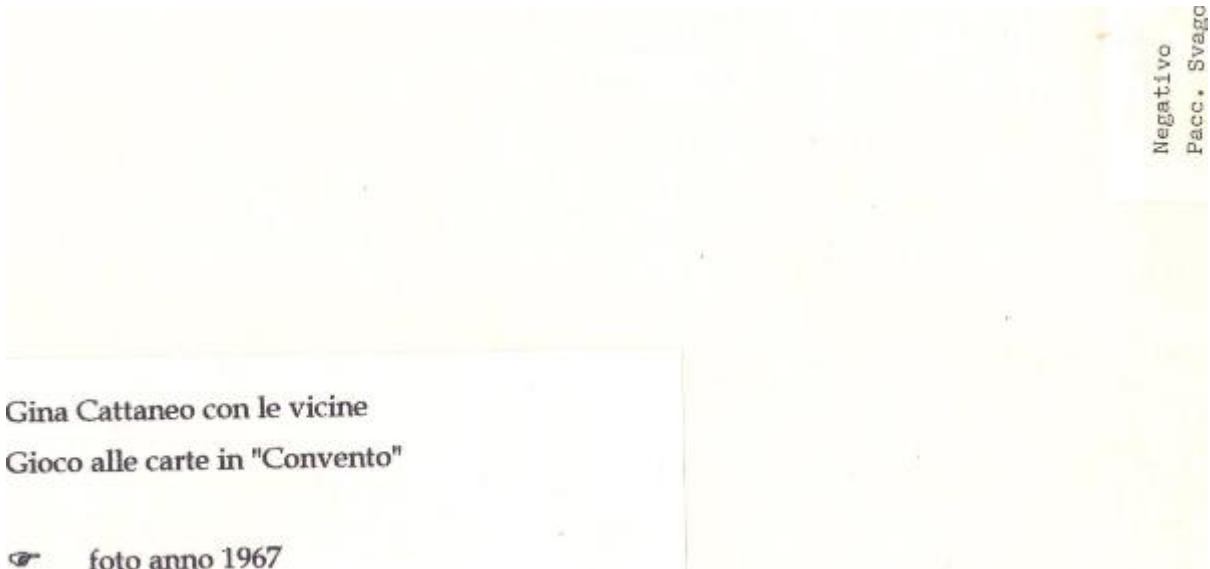 Negativo
Pacc. Svago
Gina Cattaneo con le vicine
Gioco alle carte in "Convento"
☞ foto anno 1967